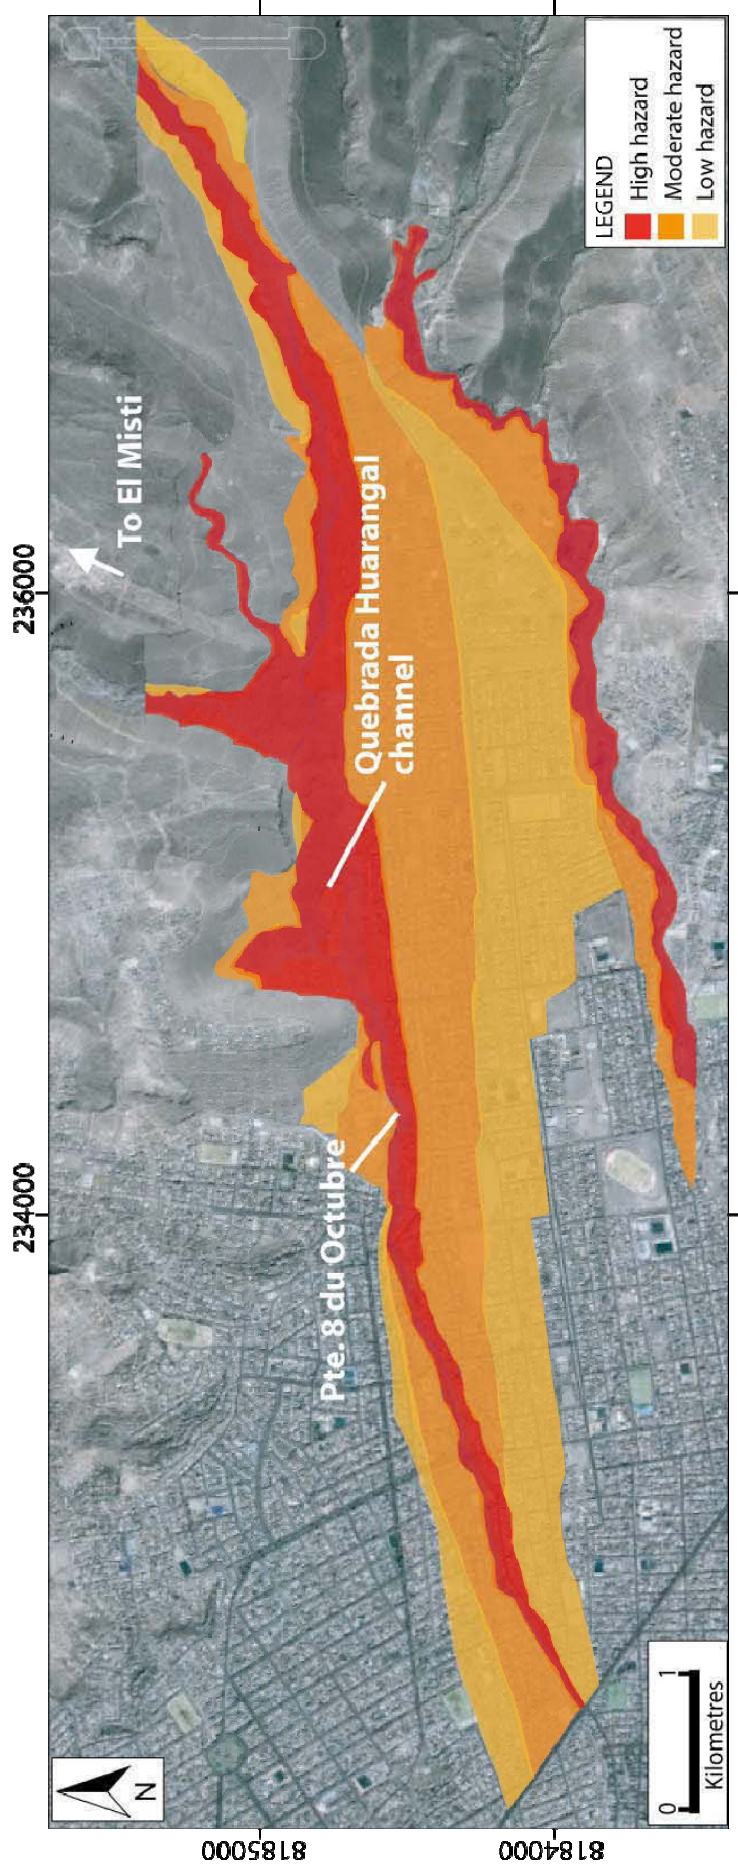 236000
234000
8185000
8184000
To El Misti
Quebrada Huarangal
channel
Pte. 8 du Octubre
LEGEND
High hazard
Moderate hazard
Low hazard
N
0 1
Kilometres